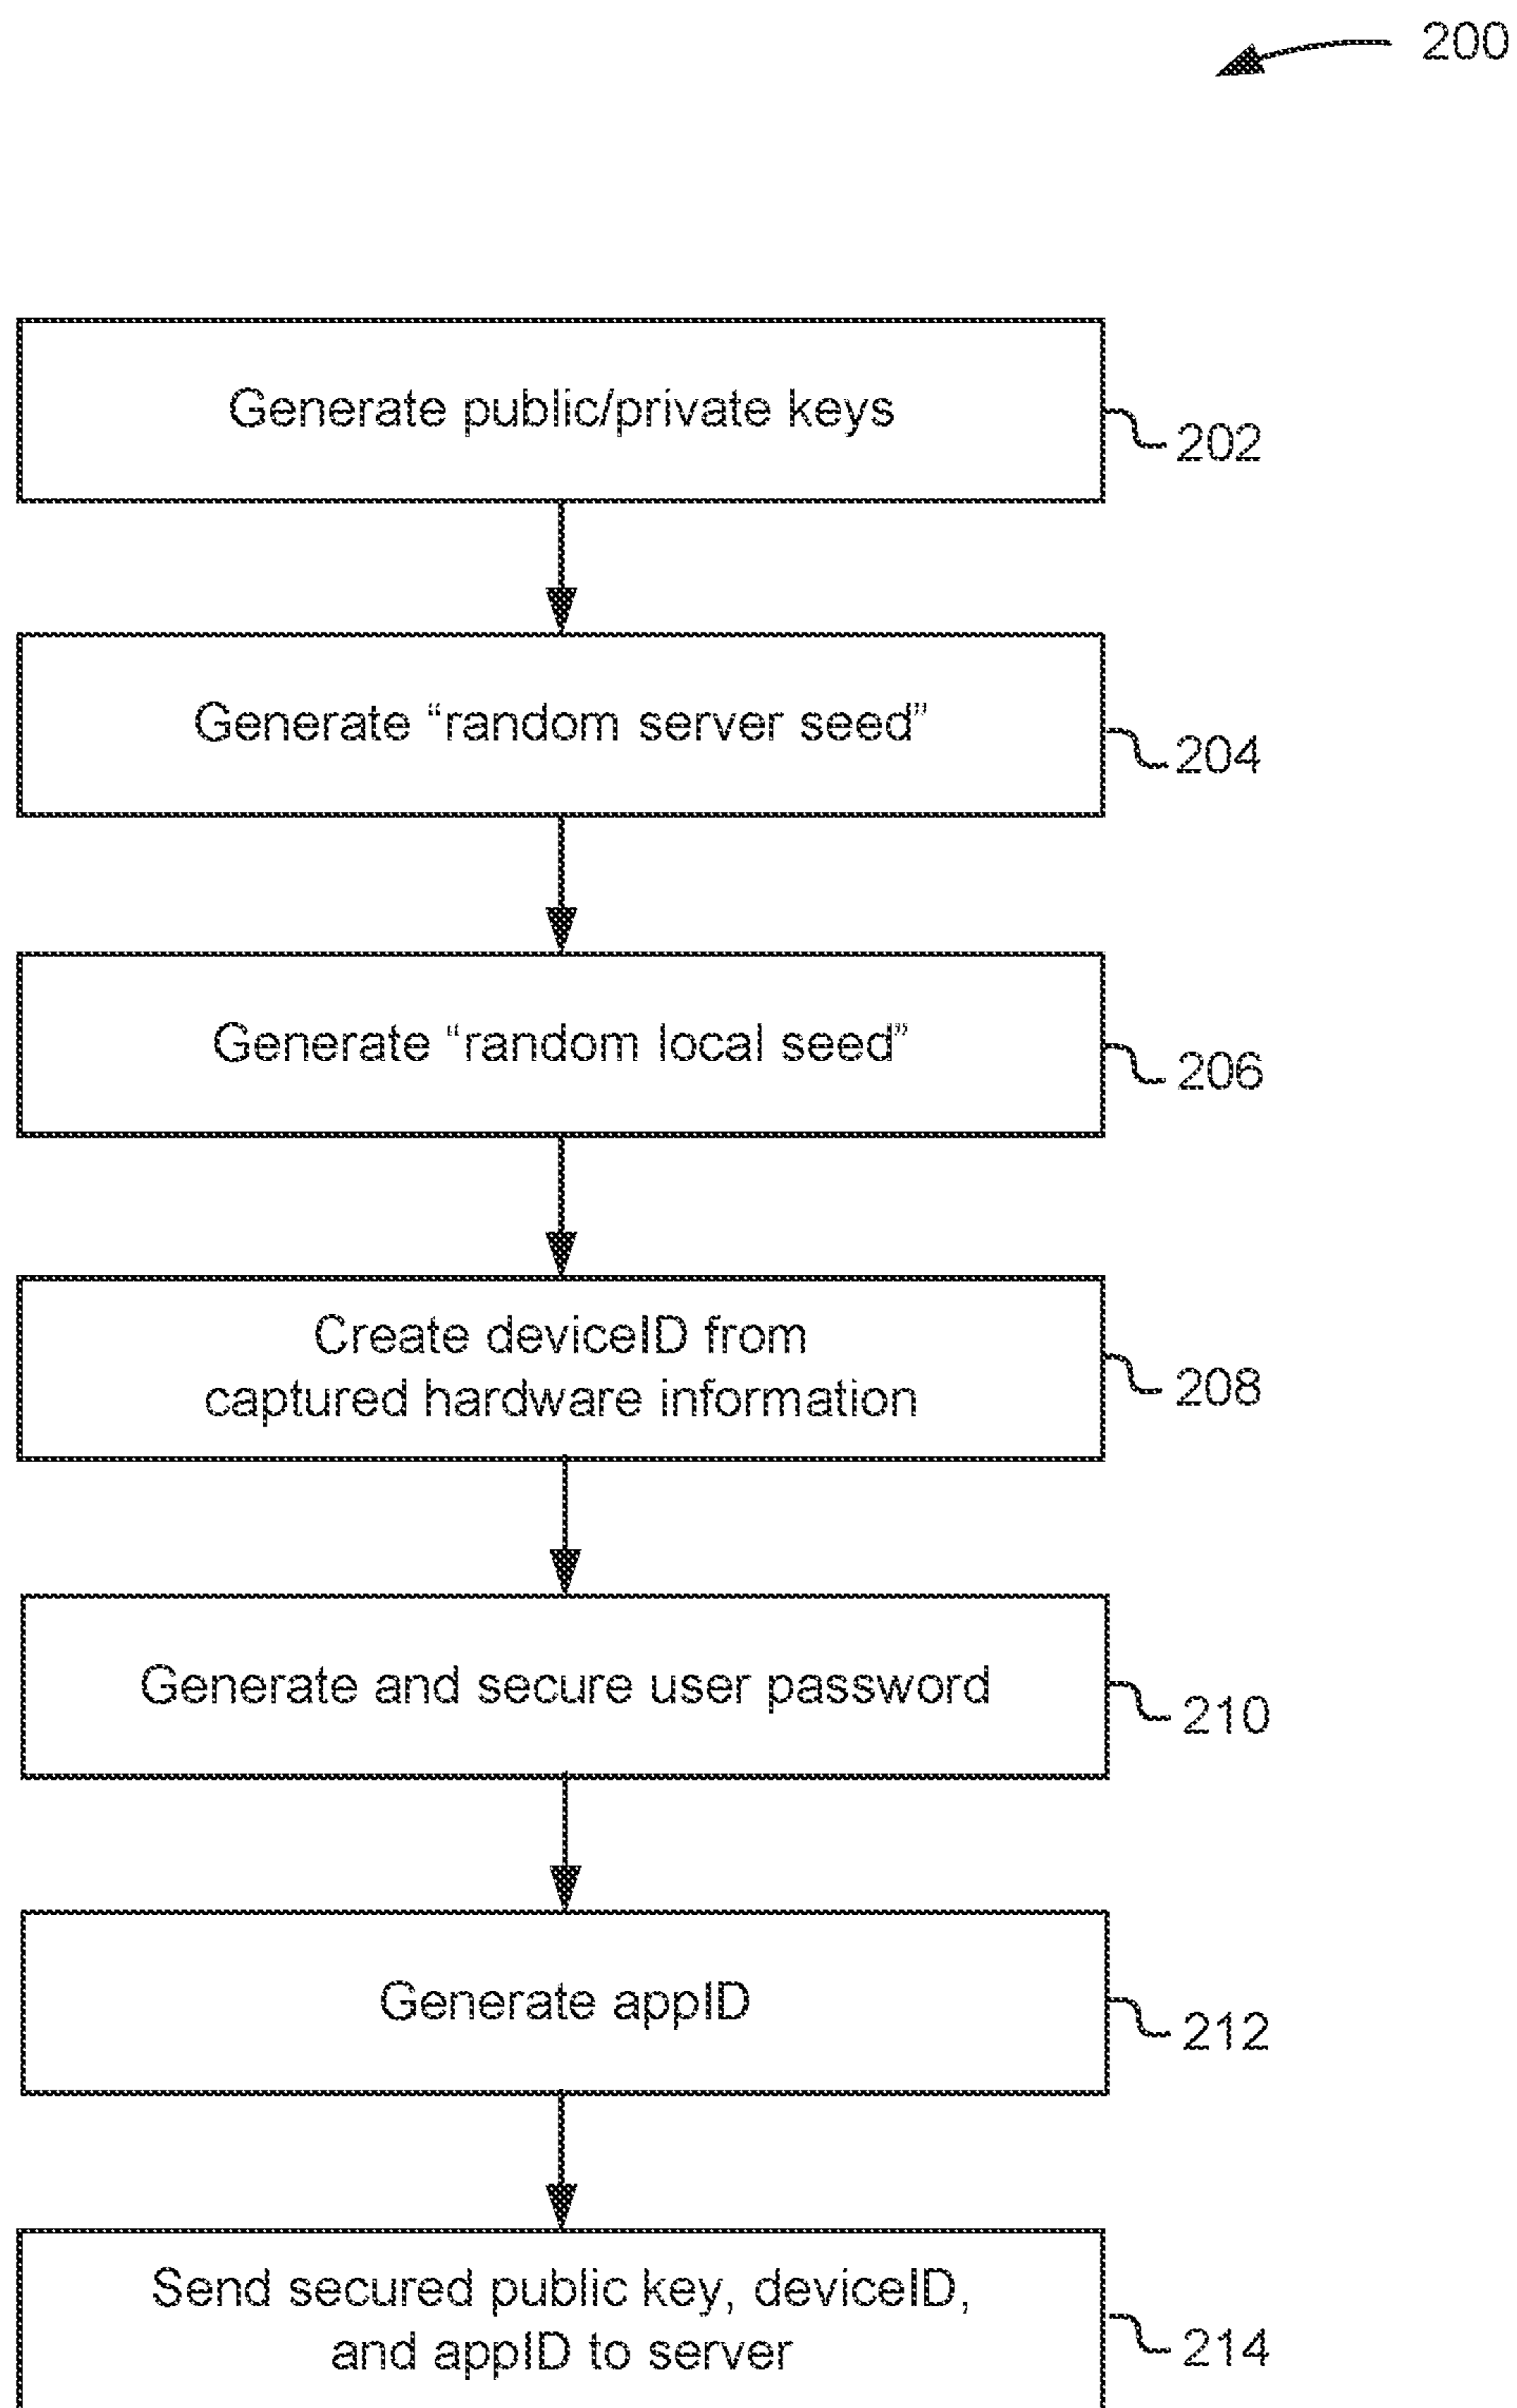 200
Generate public/private keys
202
Generate “random server seed”
204
Generate “random local seed”
206
Create deviceID from
captured hardware information
208
Generate and secure user password
210
Generate appID
212
Send secured public key, deviceID,
and appID to server
214